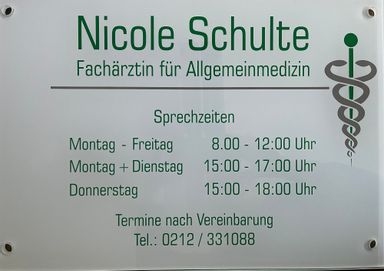 Nicole Schulte
Fachärztin für Allgemeinmedizin
Sprechzeiten
Montag - Freitag 8.00 - 12:00 Uhr
Montag + Dienstag 15:00 - 17:00 Uhr
Donnerstag 15:00 - 18:00 Uhr
Termine nach Vereinbarung
Tel.: 0212 / 331088